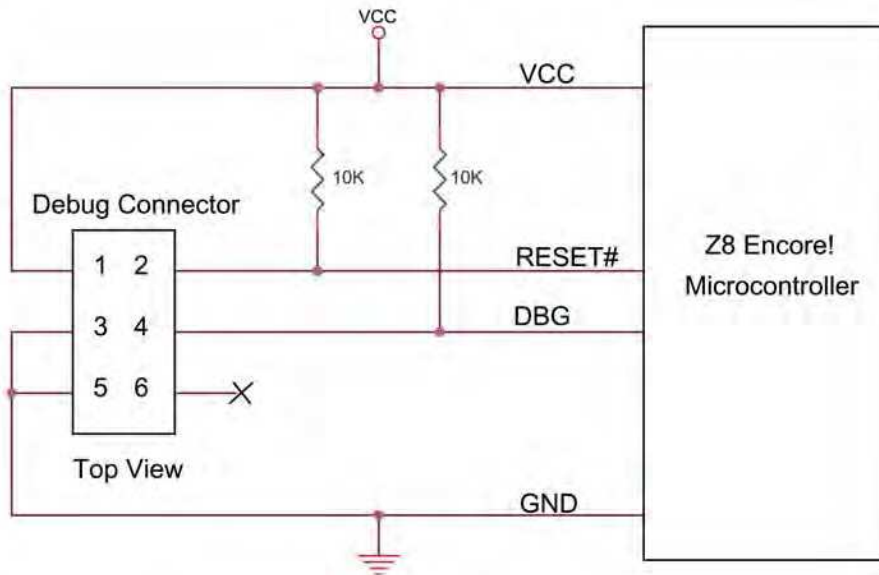 VCC
VCC
10K
10K
Debug Connector
1 2
RESET#
Z8 Encore!
Microcontroller
3 4
DBG
5 6
Top View
GND